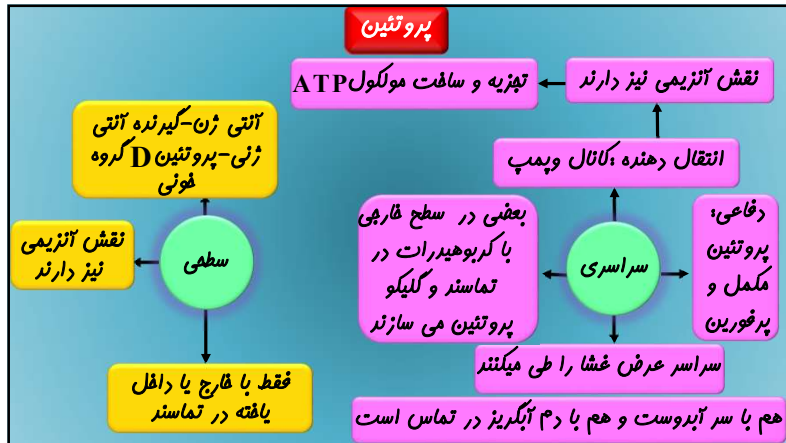 پروتئین
نقش آنزیمی نیز دارند
تجزیه و ساخت مولکول ATP
انتقال دهنده :کانال وپمپ
دفاعی:
پروتئین
مکمل و
پرفورین
سراسری
بعضی در سطح خارجی
با کربوهیدرات در
تماسند و گلیکو
پروتئین می سازند
سراسر عرض غشا را طی میکنند
هم با سر آبدوست و هم با دم آبگریز در تماس است
آنتی ژن-گیرنده آنتی
ژنی-پروتئین D گروه
خونی
سطحی
نقش آنزیمی
نیز دارند
فقط با خارج یا داخل
یاخته در تماسند